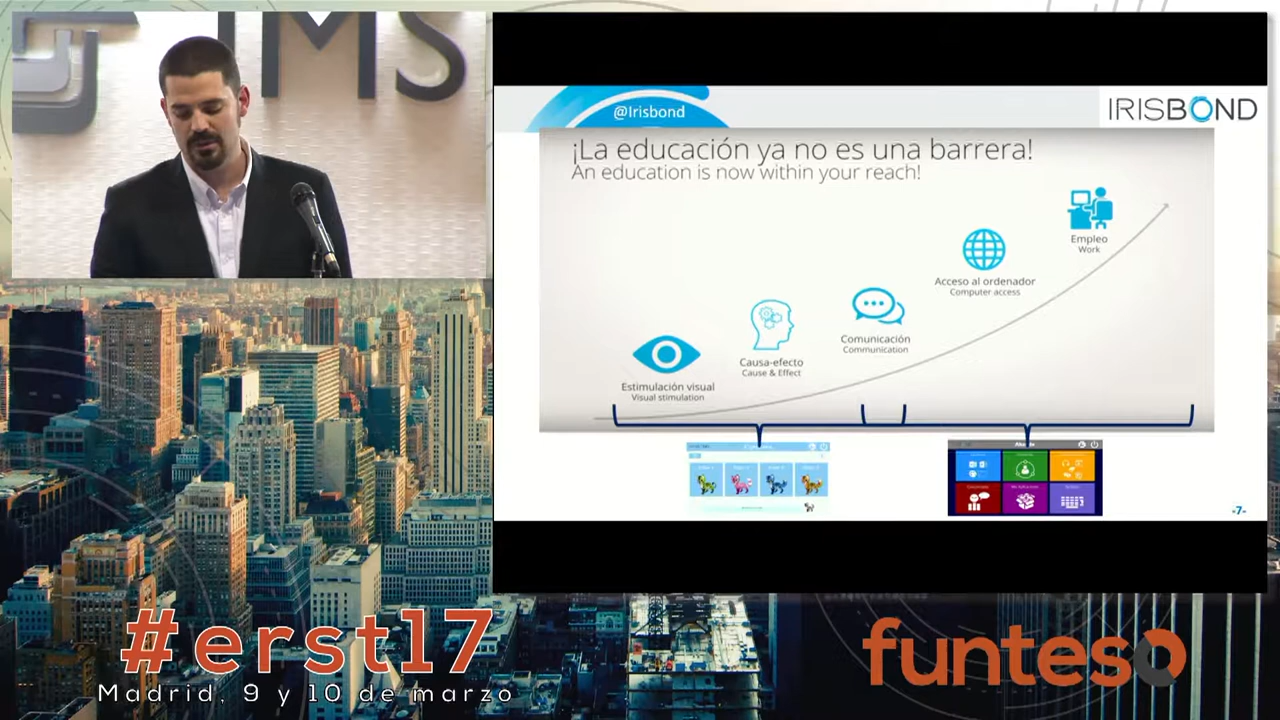 IMS
@Irisbond
IRISBOND
¡La educación ya no es una barrera!
An education is now within your reach!
Empleo
Work
Acceso al ordenador
Computer access
Comunicación
Communication
Causa-efecto
Cause & Effect
Estimulación visual
Visual stimulation
-7-
#erst17
Madrid, 9 y 10 de marzo
funteso